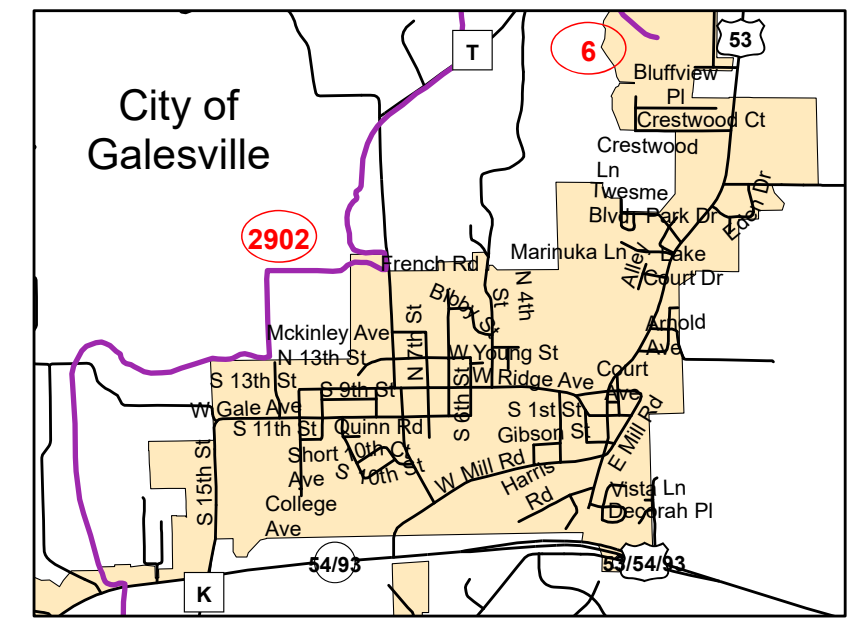 T
6
53
Bluffview
Pl
City of
Galesville
Crestwood Ct
Crestwood
Ln
Twesme
Blvd
Park Dr
Eden Dr
2902
Marinuka Ln
Alley
Lake
Court Dr
French Rd
N 4th
St
Bibby St
N 7th St
Arnold
Ave
Mckinley Ave
N 13th St
W Young St
W Ridge Ave
Court
Ave
S 13th St
S 9th St
S 6th St
W Gale Ave
S 1st St
S 11th St
Quinn Rd
Gibson St
E Mill Rd
Short
Ave
10th Ct
S 10th St
W Mill Rd
Harris
Rd
S 15th St
College
Ave
Vista Ln
Decorah Pl
54/93
53/54/93
K